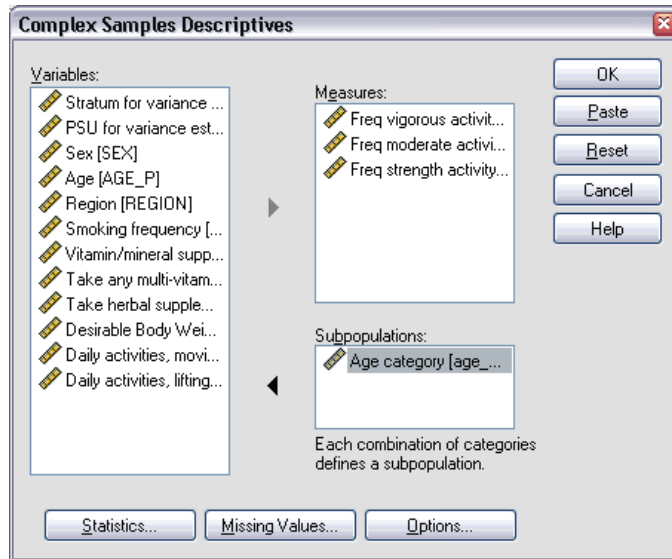 Complex Samples Descriptives
Variables:
Stratum for variance ...
PSU for variance est...
Sex [SEX]
Age [AGE_P]
Region [REGION]
Smoking frequency [...
Vitamin/mineral supp...
Take any multi-vitam...
Take herbal supple...
Desirable Body Wei...
Daily activities, movi...
Daily activities, lifting...
Measures:
Freq vigorous activit...
Freq moderate activi...
Freq strength activity...
Subpopulations:
Age category [age_...
Each combination of categories
defines a subpopulation.
OK
Paste
Reset
Cancel
Help
Statistics...
Missing Values...
Options...